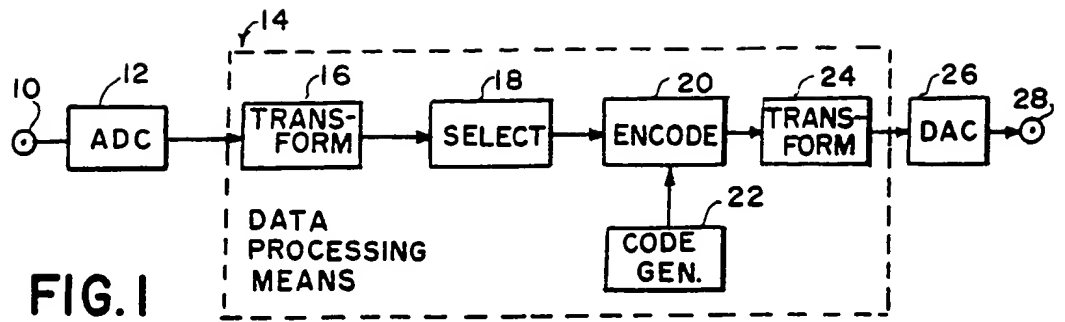 14
10
12
16
18
20
24
26
28
ADC
TRANS-
FORM
SELECT
ENCODE
TRANS-
FORM
DAC
22
CODE
GEN.
DATA
PROCESSING
MEANS
FIG.1